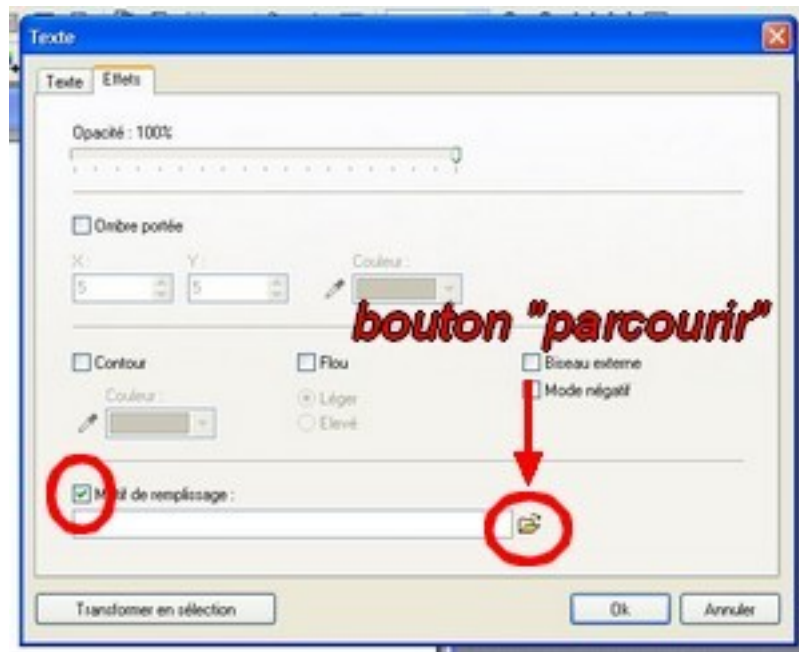 Texte
Texte Effets
Opacité : 100%
Ombre portée
X : Y : Couleur :
5 5
bouton "parcourir"
Contour Flou Biseau externe
Couleur : Léger Mode négatif
Elevé
Motif de remplissage :
Transformer en sélection Ok Annuler